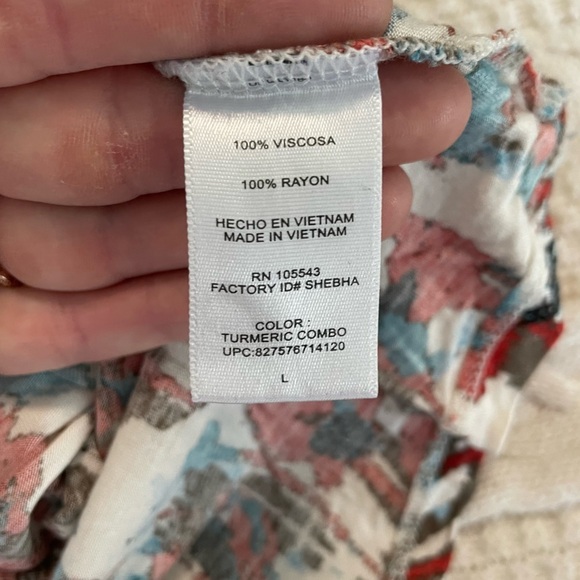 100% VISCOSA
100% RAYON
HECHO EN VIETNAM
MADE IN VIETNAM
RN 105543
FACTORY ID# SHEBHA
COLOR :
TURMERIC COMBO
UPC:827576714120
L